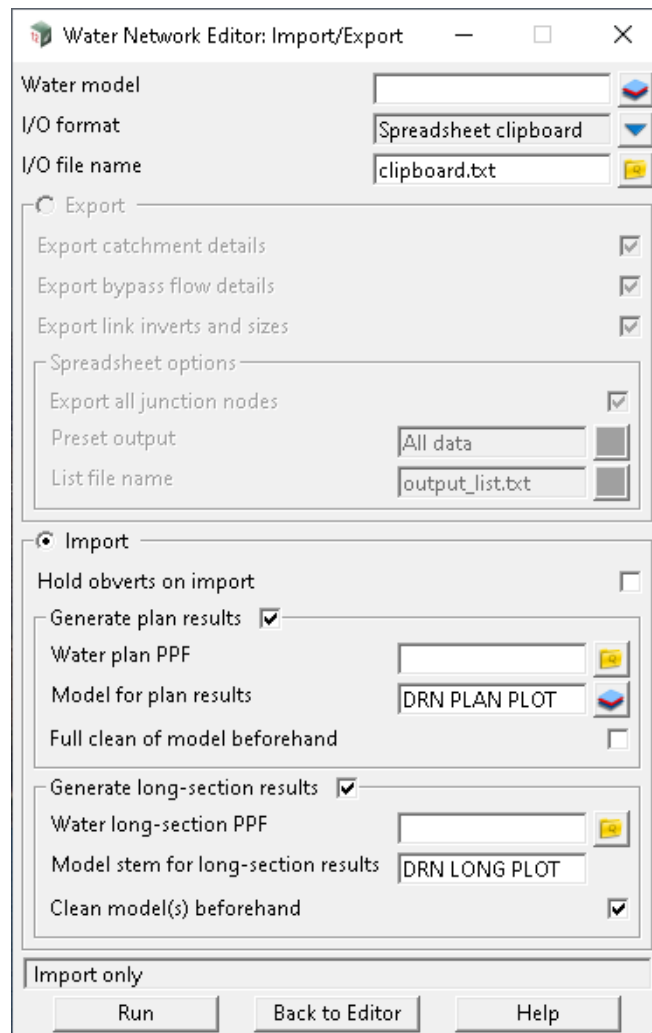 Water Network Editor: Import/Export
Water model
I/O format Spreadsheet clipboard
I/O file name clipboard.txt
Export
Export catchment details
Export bypass flow details
Export link inverts and sizes
Spreadsheet options
Export all junction nodes
Preset output All data
List file name output_list.txt
Import
Hold obverts on import
Generate plan results
Water plan PPF
Model for plan results DRN PLAN PLOT
Full clean of model beforehand
Generate long-section results
Water long-section PPF
Model stem for long-section results DRN LONG PLOT
Clean model(s) beforehand
Import only
Run Back to Editor Help